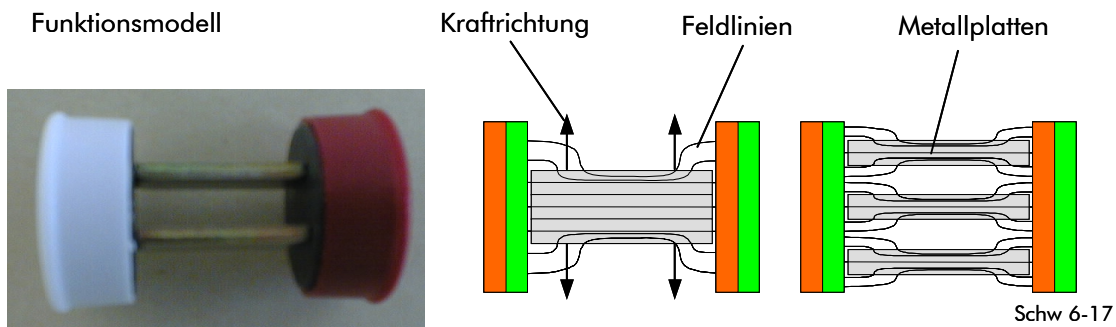 Funktionsmodell
Kraftrichtung
Feldlinien
Metallplatten
Schw 6-17